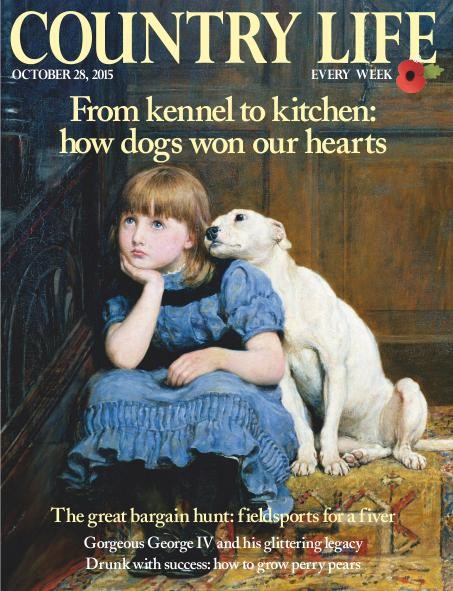 COUNTRY LIFE
OCTOBER 28, 2015
EVERY WEEK
From kennel to kitchen:
how dogs won our hearts
The great bargain hunt: fieldsports for a fiver
Gorgeous George IV and his glittering legacy
Drunk with success: how to grow perry pears